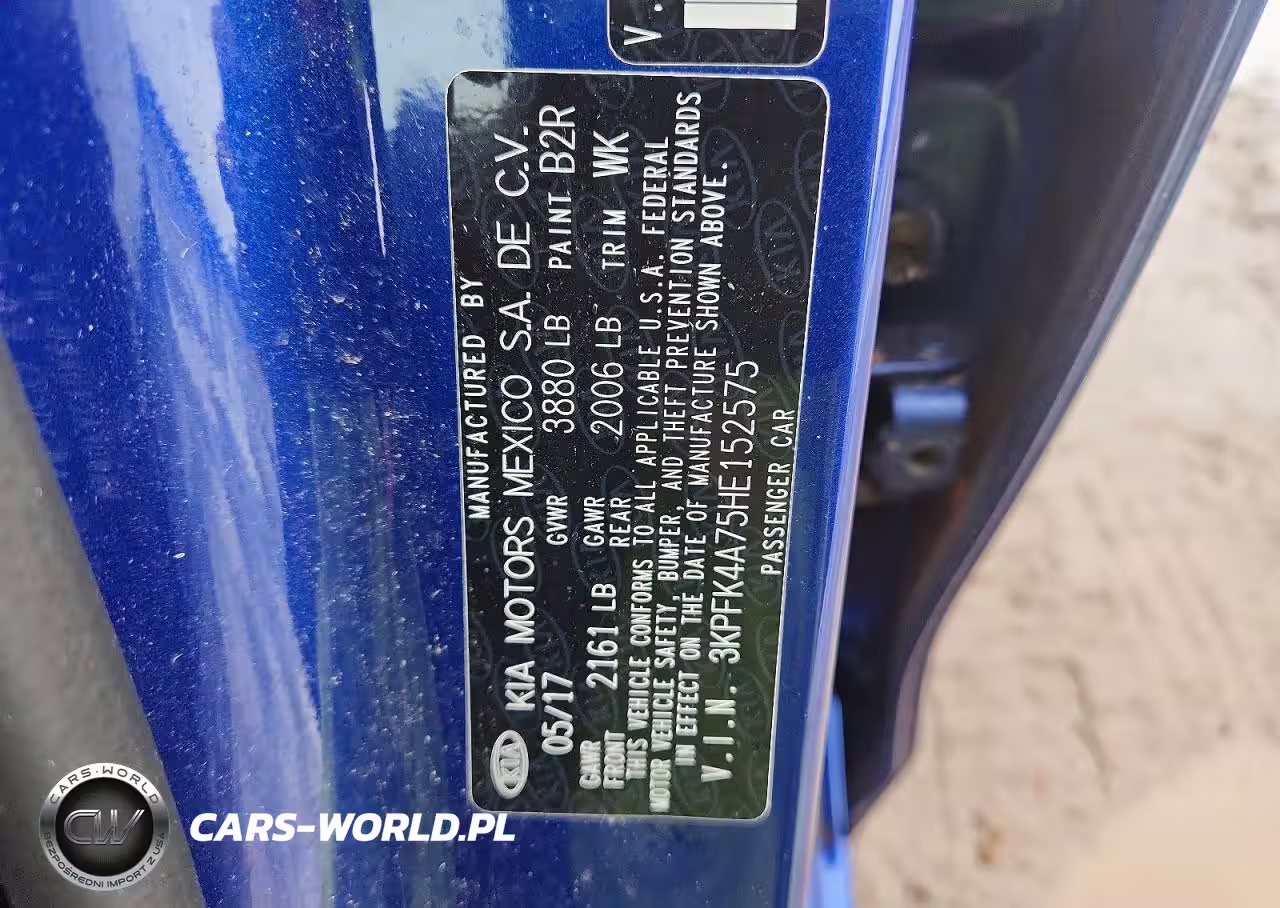 V.
MANUFACTURED BY
KIA KIA MOTORS MEXICO S.A. DE C.V.
05/17 GVWR 3880 LB PAINT B2R
GAWR FRONT 2161 LB GAWR REAR 2006 LB TRIM WK
THIS VEHICLE CONFORMS TO ALL APPLICABLE U.S.A. FEDERAL
MOTOR VEHICLE SAFETY, BUMPER, AND THEFT PREVENTION STANDARDS
IN EFFECT ON THE DATE OF MANUFACTURE SHOWN ABOVE.
V.I.N. 3KPFK4A75HE152575
PASSENGER CAR
CARS-WORLD
CW
BEZPOŚREDNI IMPORT Z USA
CARS-WORLD.PL